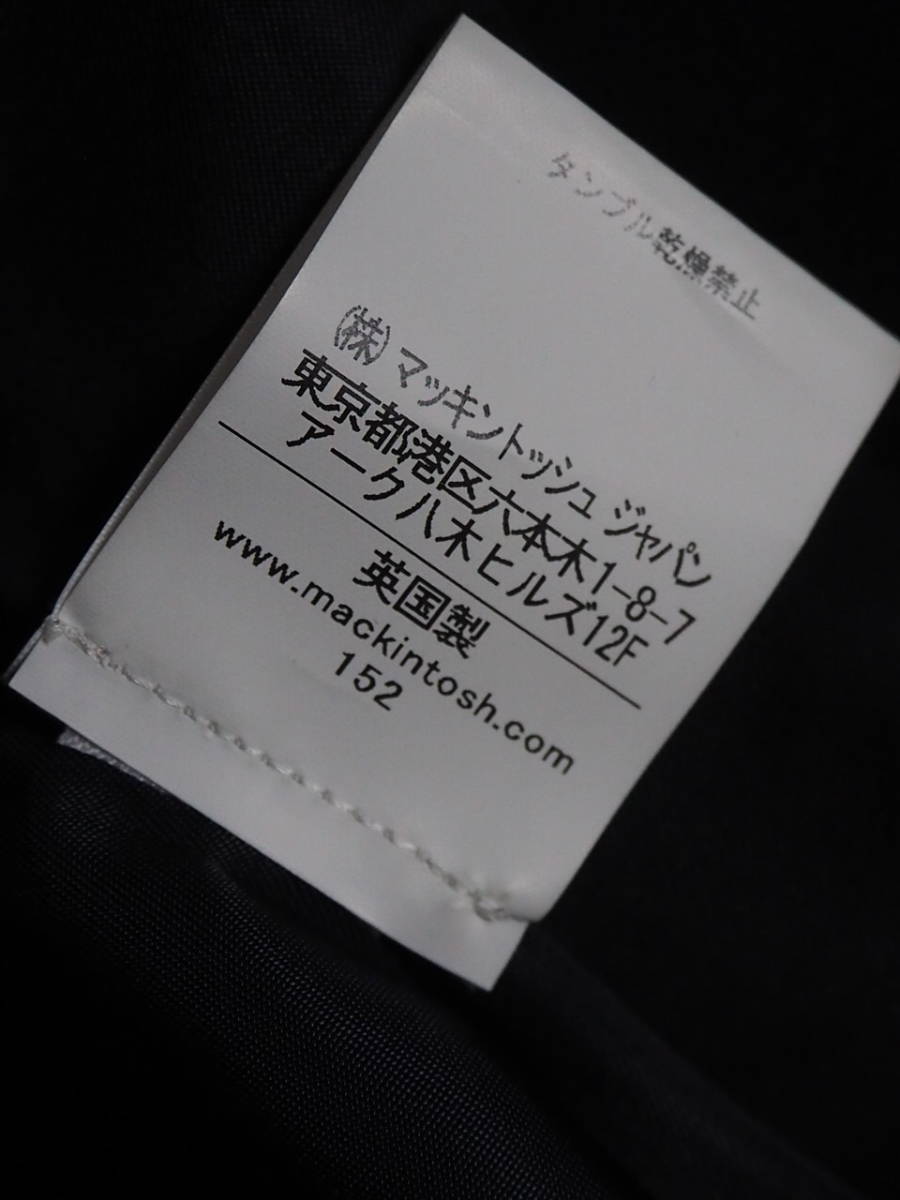 タンブル乾燥禁止
㈱マッキントッシュ ジャパン
東京都港区六本木1-8-7
アーク八木ヒルズ12F
英国製
www.mackintosh.com
152